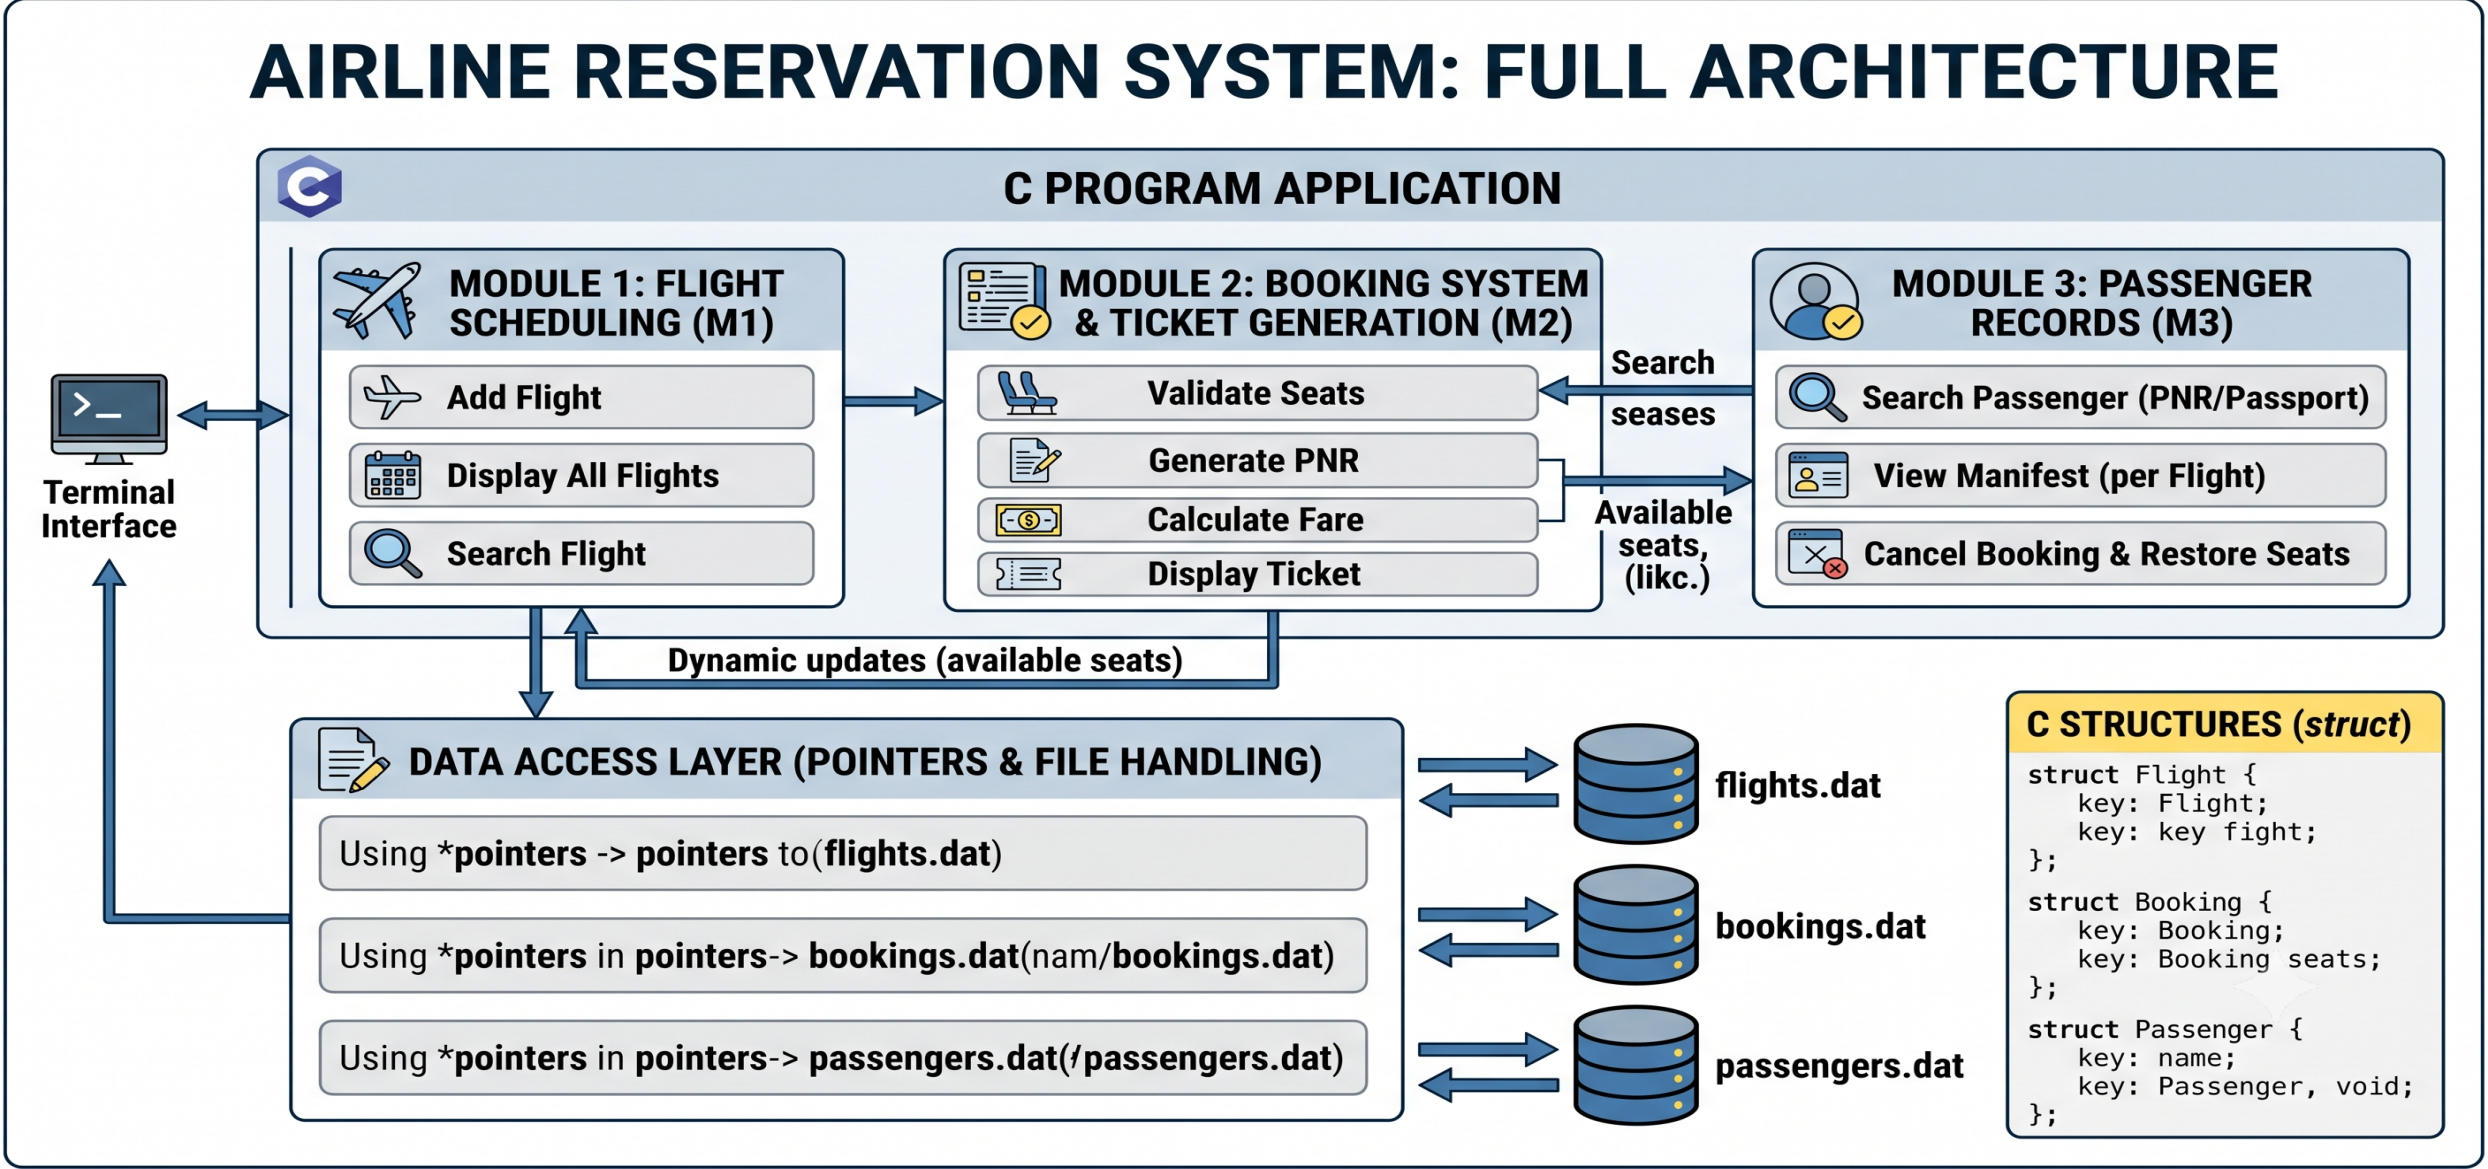 AIRLINE RESERVATION SYSTEM: FULL ARCHITECTURE
C
C PROGRAM APPLICATION
>_
Terminal
Interface
MODULE 1: FLIGHT
SCHEDULING (M1)
Add Flight
Display All Flights
Search Flight
MODULE 2: BOOKING SYSTEM
& TICKET GENERATION (M2)
Validate Seats
Generate PNR
$
Calculate Fare
Display Ticket
Search
seases
Available
seats,
(likc.)
MODULE 3: PASSENGER
RECORDS (M3)
Search Passenger (PNR/Passport)
View Manifest (per Flight)
Cancel Booking & Restore Seats
Dynamic updates (available seats)
DATA ACCESS LAYER (POINTERS & FILE HANDLING)
Using *pointers -> pointers to(flights.dat)
Using *pointers in pointers-> bookings.dat(nam/bookings.dat)
Using *pointers in pointers-> passengers.dat(/passengers.dat)
flights.dat
bookings.dat
passengers.dat
C STRUCTURES (struct)
struct Flight {
key: Flight;
key: key fight;
};
struct Booking {
key: Booking;
key: Booking seats;
};
struct Passenger {
key: name;
key: Passenger, void;
};